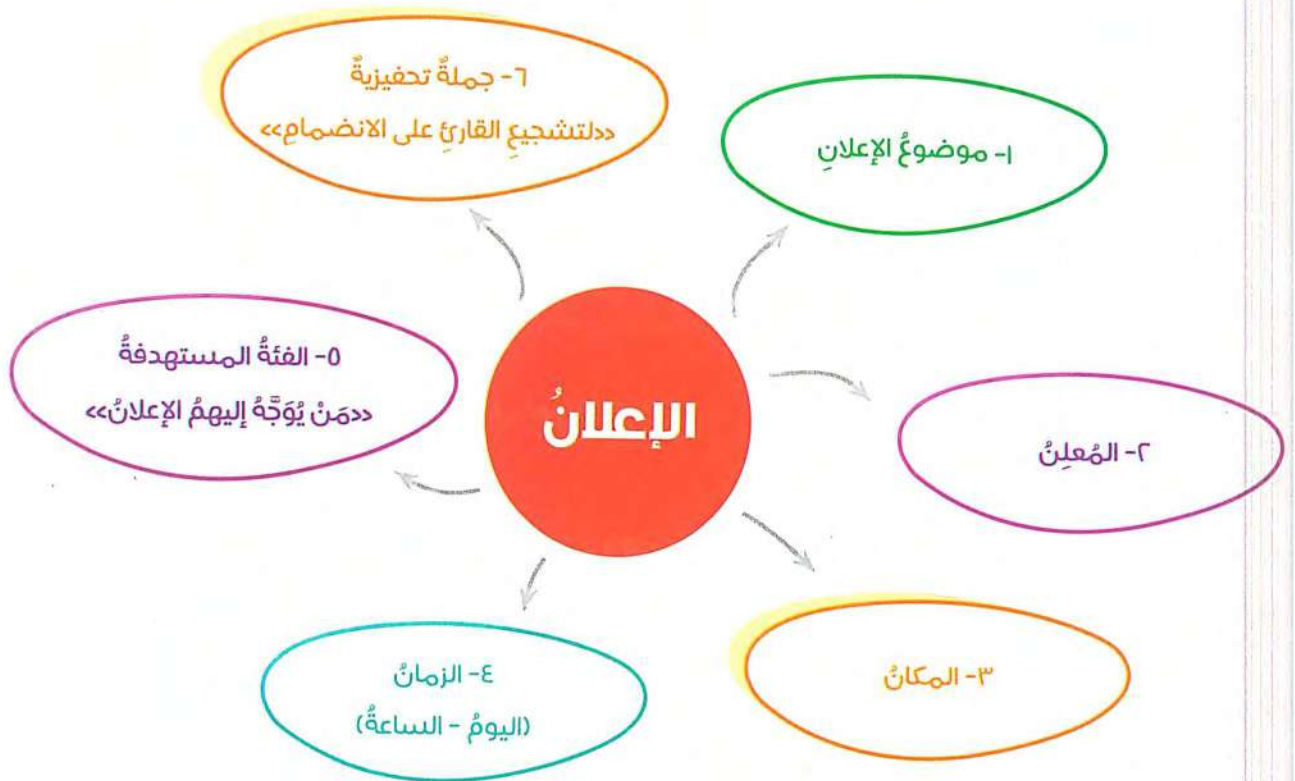 الإعلانُ
١- موضوعُ الإعلانِ
٢- المُعلِنُ
٣- المكانُ
٤- الزمانُ
(اليومُ - الساعةُ)
٥- الفئةُ المستهدفةُ
<<مَنْ يُوَجَّهُ إليهمُ الإعلانُ>>
٦- جملةٌ تحفيزيةٌ
<<لتشجيعِ القارئِ على الانضمامِ>>